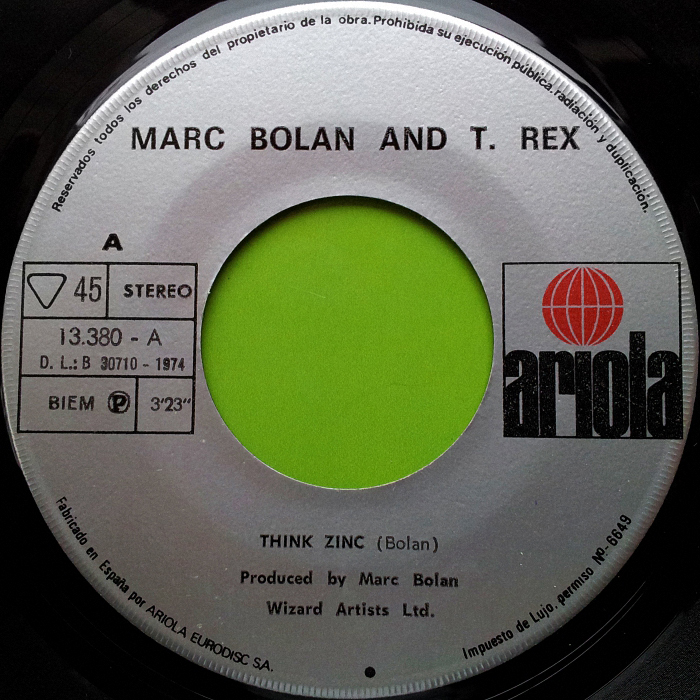 Reservados todos los derechos del propietario de la obra. Prohibida su ejecución pública, radiación y duplicación.
MARC BOLAN AND T. REX
A
45 STEREO
13.380 - A
D. L.: B 30710 - 1974
BIEM P 3'23"
ariola
THINK ZINC (Bolan)
Produced by Marc Bolan
Wizard Artists Ltd.
Fabricado en España por ARIOLA EURODISC S.A.
Impuesto de Lujo, permiso Nº-6649